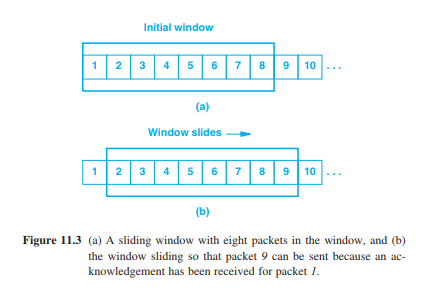 Initial window
1 2 3 4 5 6 7 8 9 10 ...
(a)
Window slides
1 2 3 4 5 6 7 8 9 10 ...
(b)
Figure 11.3 (a) A sliding window with eight packets in the window, and (b)
the window sliding so that packet 9 can be sent because an ac-
knowledgement has been received for packet 1.